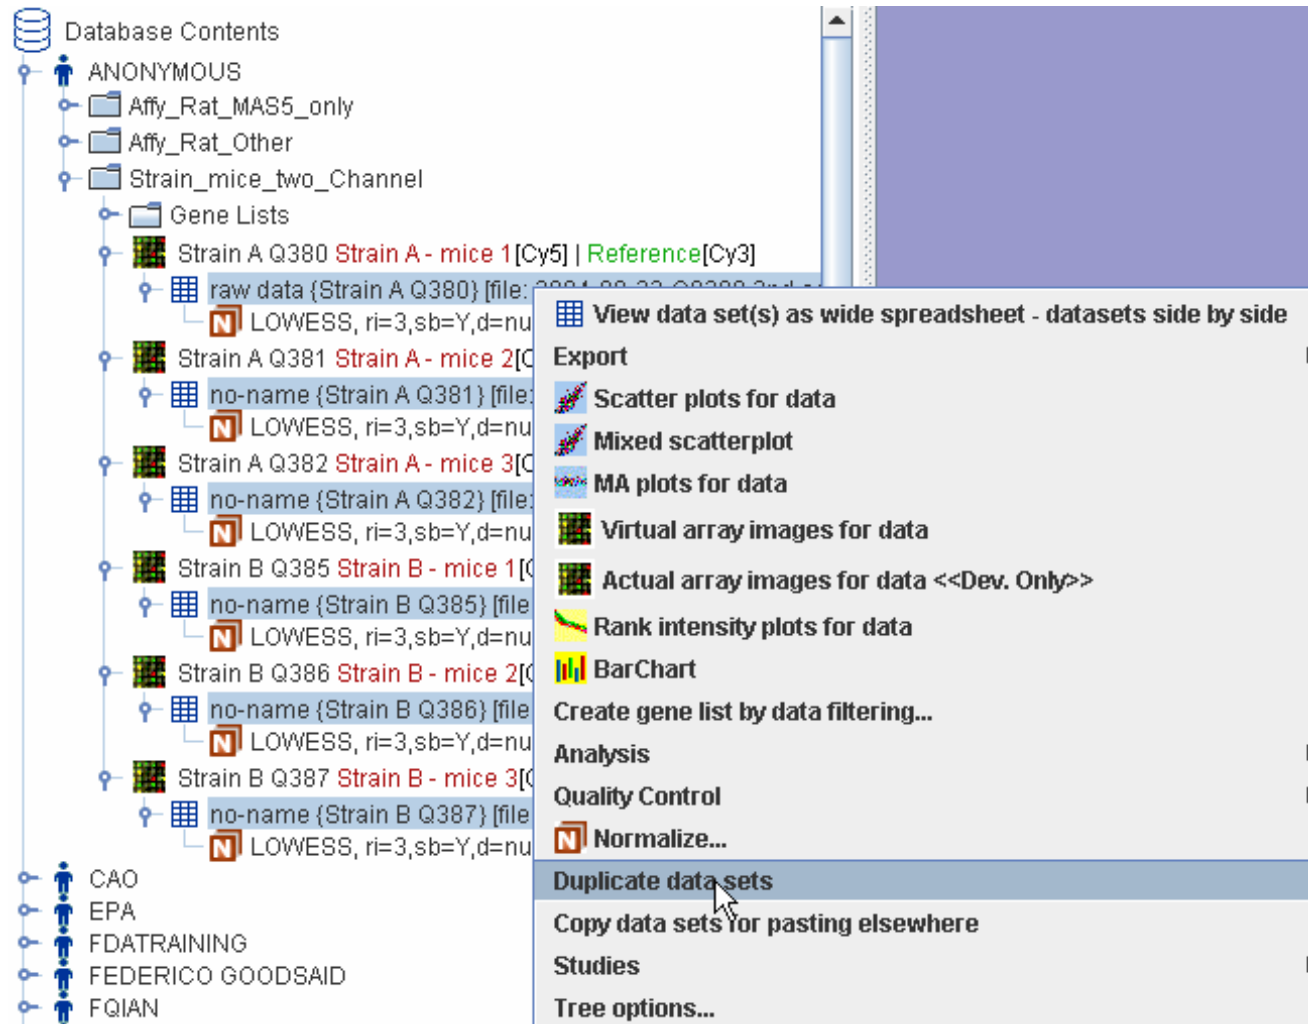 Database Contents
ANONYMOUS
Affy_Rat_MAS5_only
Affy_Rat_Other
Strain_mice_two_Channel
Gene Lists
Strain A Q380 Strain A - mice 1[Cy5] | Reference[Cy3]
raw data {Strain A Q380} [file:
N LOWESS, ri=3,sb=Y,d=nu
Strain A Q381 Strain A - mice 2[C
no-name {Strain A Q381} [file:
N LOWESS, ri=3,sb=Y,d=nu
Strain A Q382 Strain A - mice 3[C
no-name {Strain A Q382} [file:
N LOWESS, ri=3,sb=Y,d=nu
Strain B Q385 Strain B - mice 1[C
no-name {Strain B Q385} [file
N LOWESS, ri=3,sb=Y,d=nu
Strain B Q386 Strain B - mice 2[C
no-name {Strain B Q386} [file
N LOWESS, ri=3,sb=Y,d=nu
Strain B Q387 Strain B - mice 3[C
no-name {Strain B Q387} [file
N LOWESS, ri=3,sb=Y,d=nu
CAO
EPA
FDATRAINING
FEDERICO GOODSAID
FQIAN
View data set(s) as wide spreadsheet - datasets side by side
Export
Scatter plots for data
Mixed scatterplot
MA plots for data
Virtual array images for data
Actual array images for data <<Dev. Only>>
Rank intensity plots for data
BarChart
Create gene list by data filtering...
Analysis
Quality Control
N Normalize...
Duplicate data sets
Copy data sets for pasting elsewhere
Studies
Tree options...